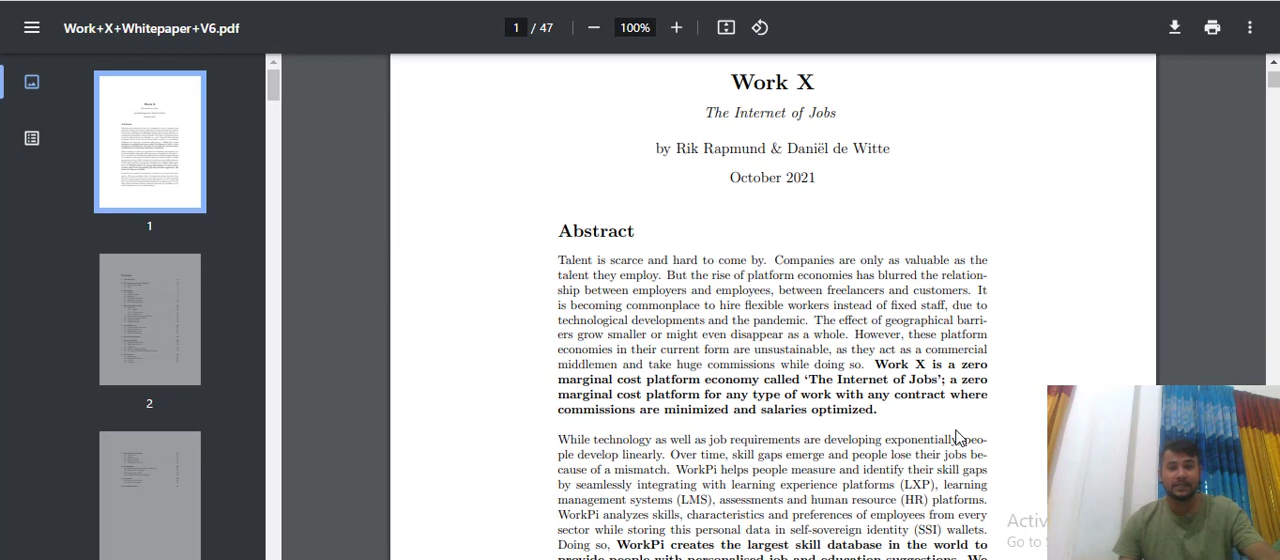 Work+X+Whitepaper+V6.pdf
1 / 47
100%
Work X
The Internet of Jobs
by Rik Rapmund & Daniël de Witte
October 2021
Abstract
Talent is scarce and hard to come by. Companies are only as valuable as the
talent they employ. But the rise of platform economies has blurred the relation-
ship between employers and employees, between freelancers and customers. It
is becoming commonplace to hire flexible workers instead of fixed staff, due to
technological developments and the pandemic. The effect of geographical barri-
ers grow smaller or might even disappear as a whole. However, these platform
economies in their current form are unsustainable, as they act as a commercial
middlemen and take huge commissions while doing so. Work X is a zero
marginal cost platform economy called ‘The Internet of Jobs’; a zero
marginal cost platform for any type of work with any contract where
commissions are minimized and salaries optimized.
While technology as well as job requirements are developing exponentially, peo-
ple develop linearly. Over time, skill gaps emerge and people lose their jobs be-
cause of a mismatch. WorkPi helps people measure and identify their skill gaps
by seamlessly integrating with learning experience platforms (LXP), learning
management systems (LMS), assessments and human resource (HR) platforms.
WorkPi analyzes skills, characteristics and preferences of employees from every
sector while storing this personal data in self-sovereign identity (SSI) wallets.
Doing so, WorkPi creates the largest skill database in the world to
provide people with personalised job and education suggestions. We
1
2
Activ
Go to S